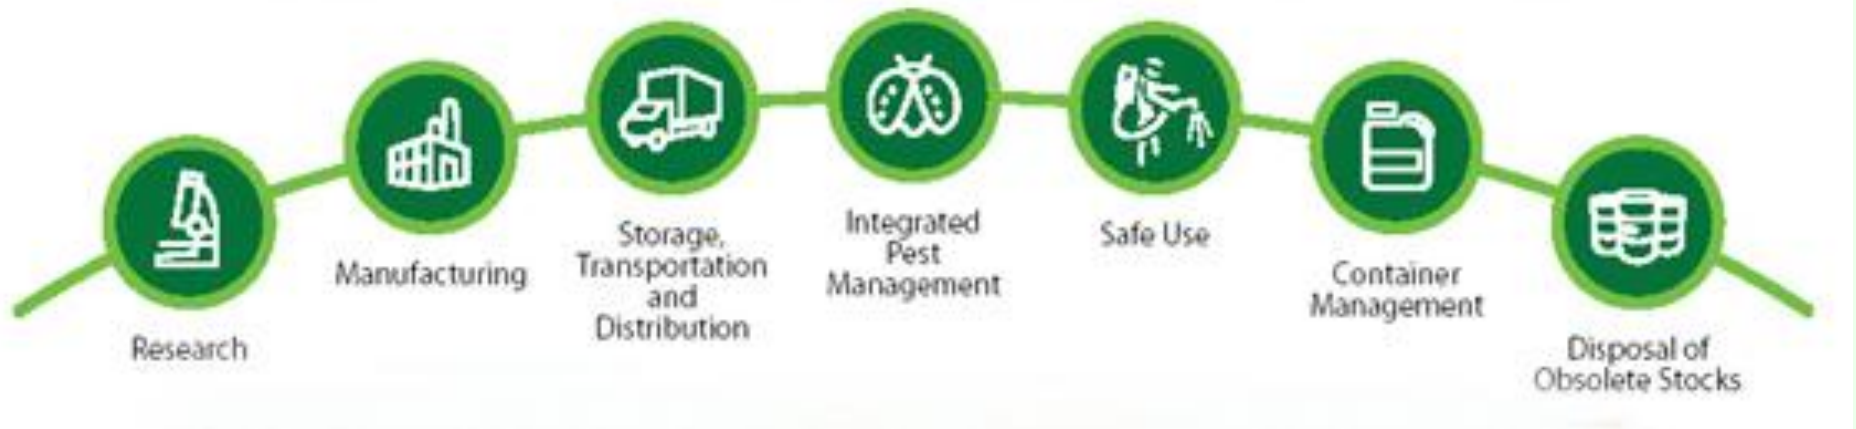 Research
Manufacturing
Storage,
Transportation
and
Distribution
Integrated
Pest
Management
Safe Use
Container
Management
Disposal of
Obsolete Stocks